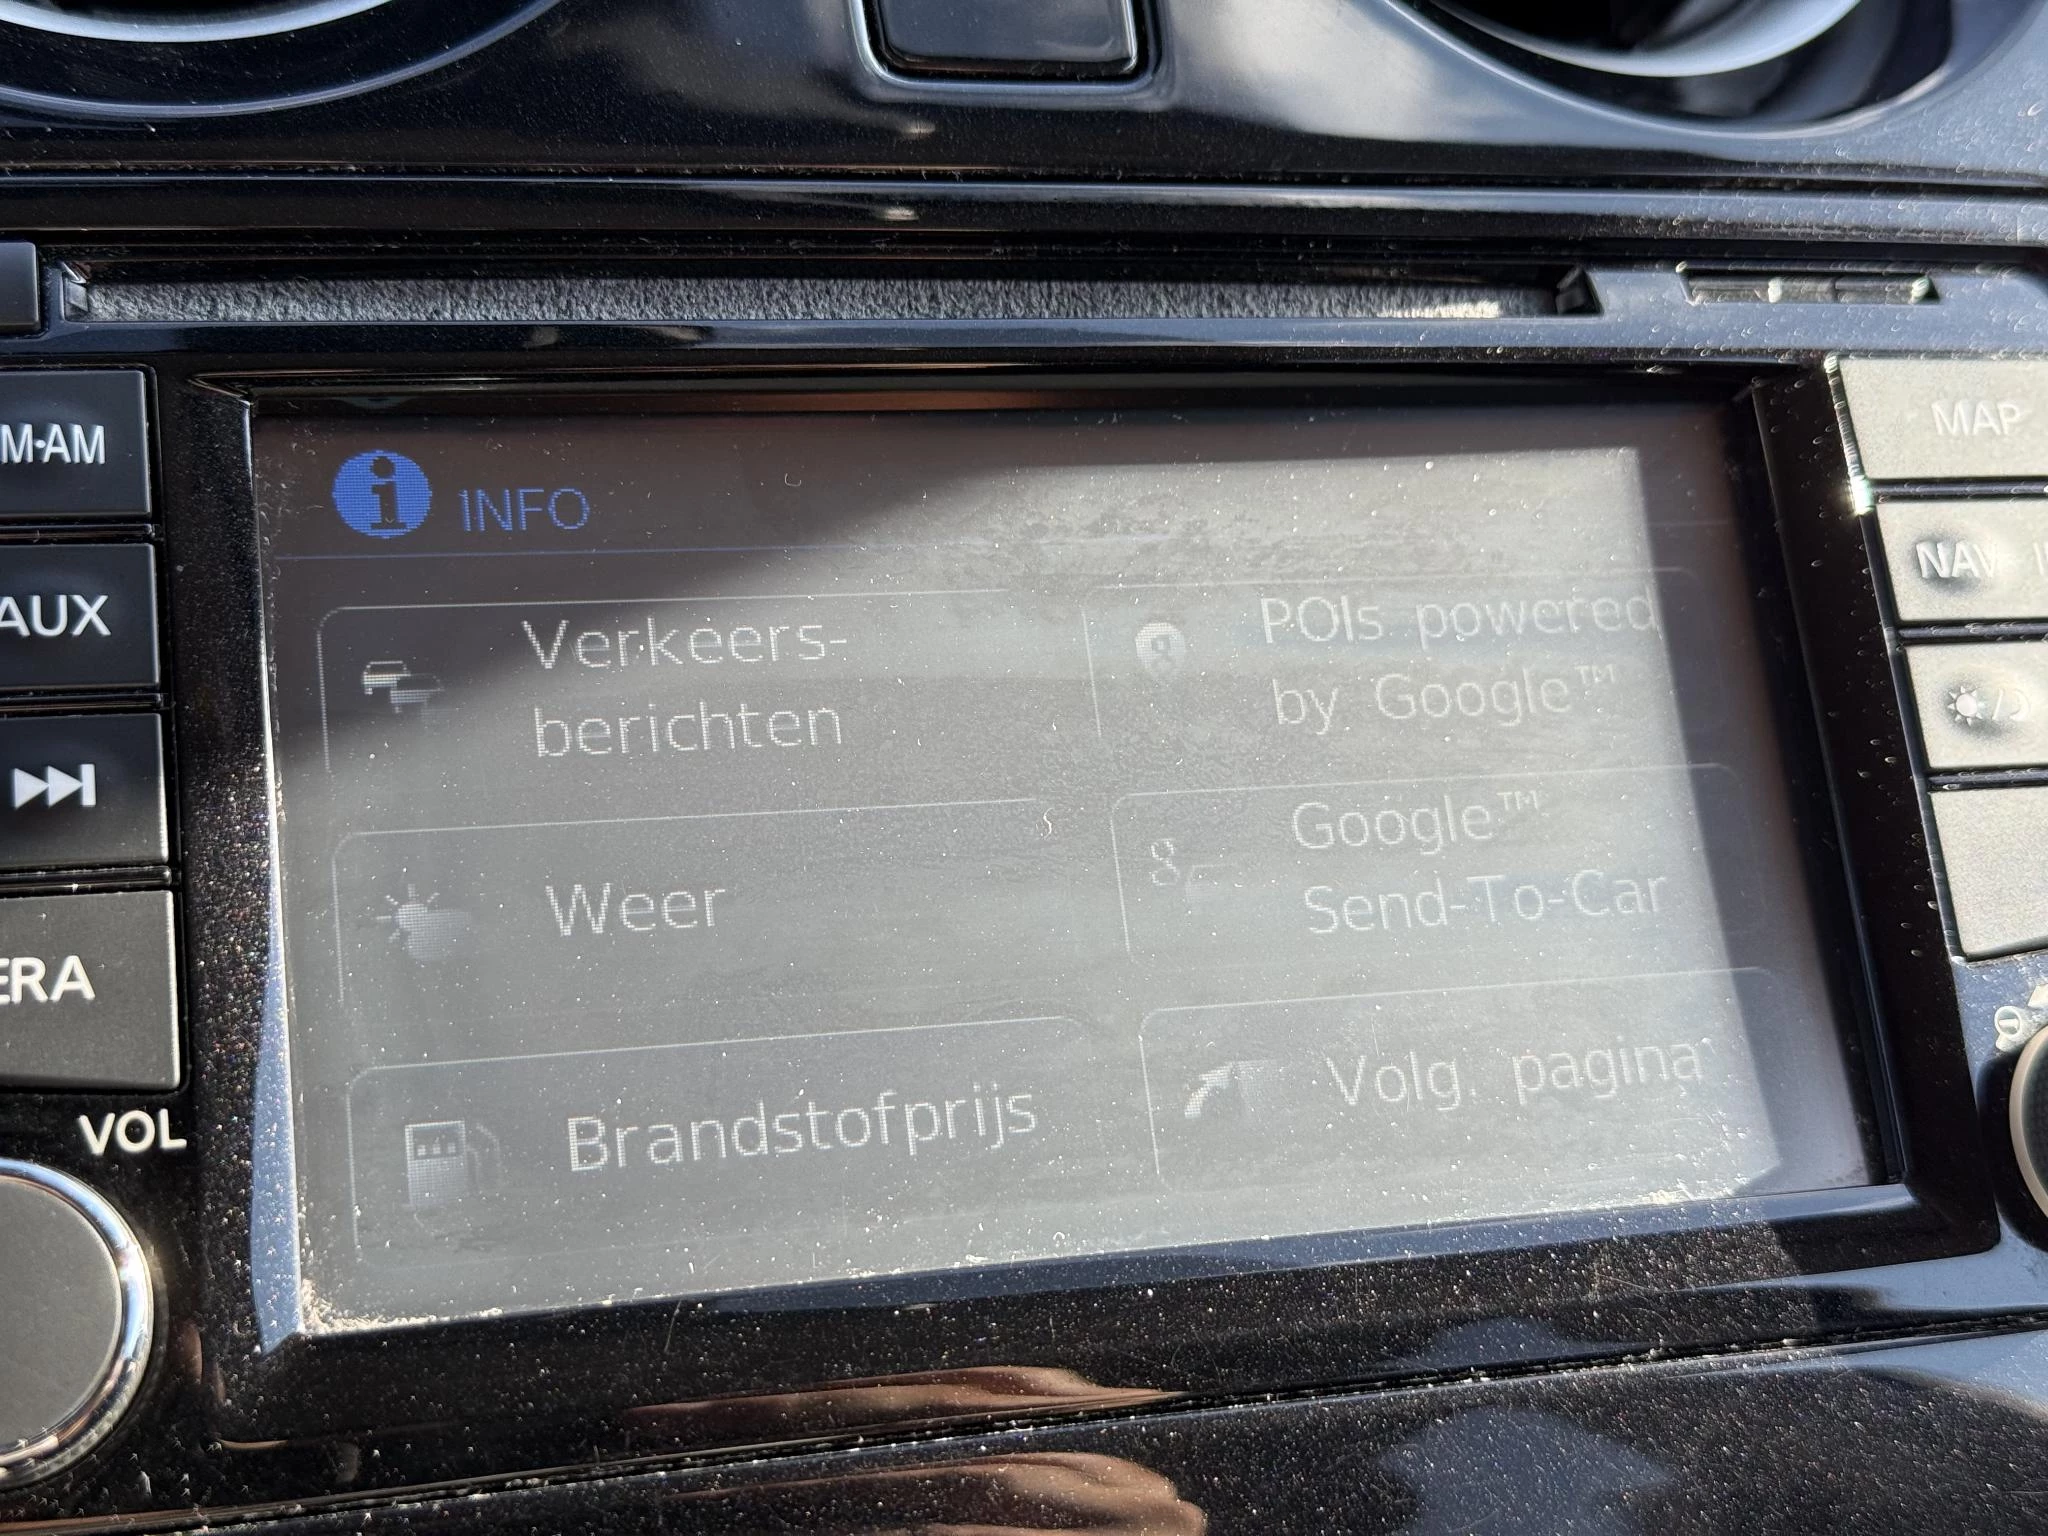 M·AM
AUX
ERA
VOL
INFO
Verkeers-
berichten
Weer
Brandstofprijs
POIs powered
by Google™
Google™
Send-To-Car
Volg. pagina
MAP
NAV